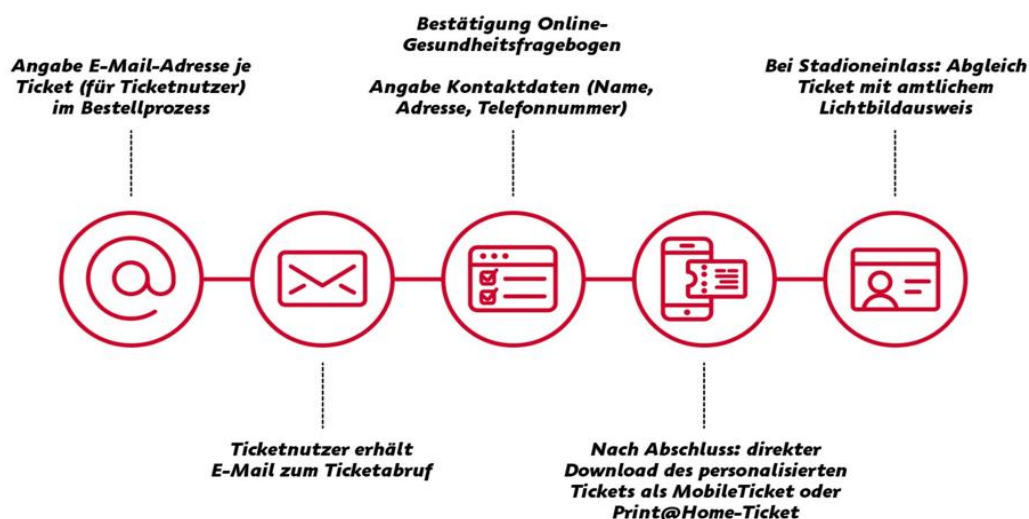 Angabe E-Mail-Adresse je
Ticket (für Ticketnutzer)
im Bestellprozess
Ticketnutzer erhält
E-Mail zum Ticketabruf
Bestätigung Online-
Gesundheitsfragebogen
Angabe Kontaktdaten (Name,
Adresse, Telefonnummer)
Nach Abschluss: direkter
Download des personalisierten
Tickets als MobileTicket oder
Print@Home-Ticket
Bei Stadioneinlass: Abgleich
Ticket mit amtlichem
Lichtbildausweis